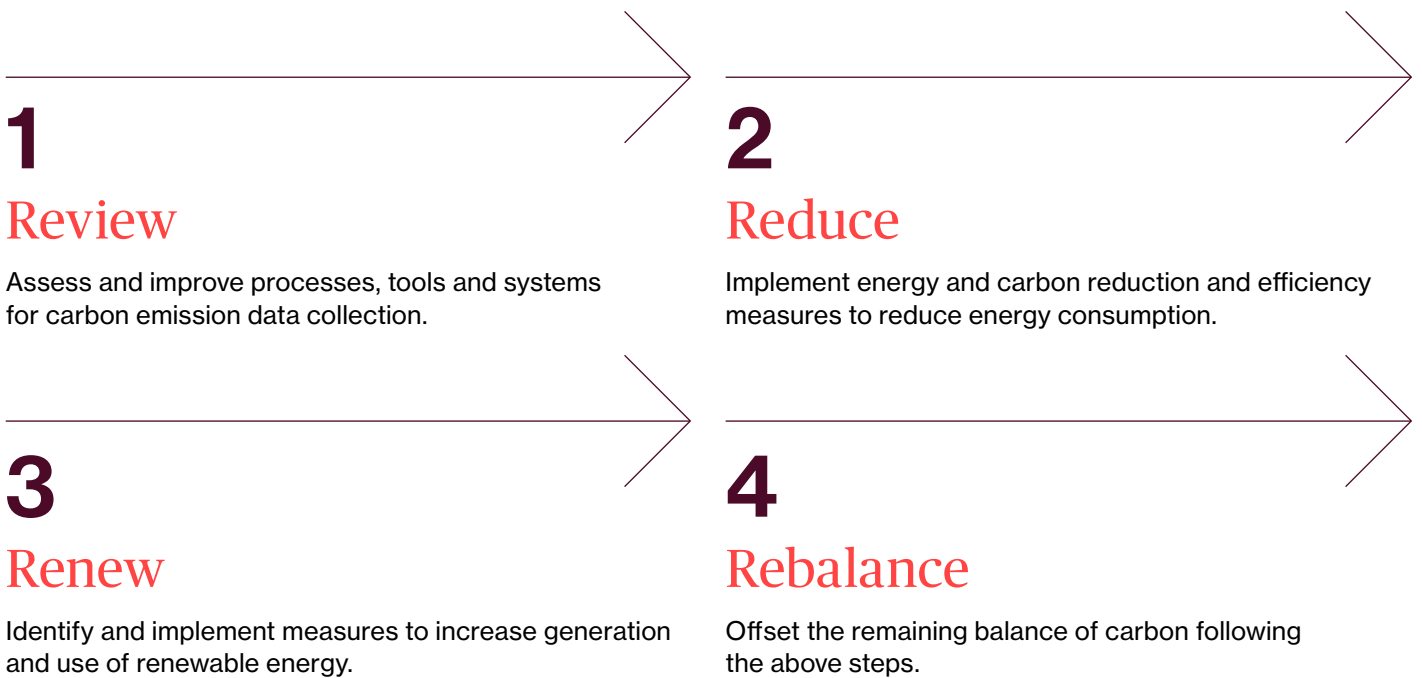 1
Review
Assess and improve processes, tools and systems
for carbon emission data collection.
2
Reduce
Implement energy and carbon reduction and efficiency
measures to reduce energy consumption.
3
Renew
Identify and implement measures to increase generation
and use of renewable energy.
4
Rebalance
Offset the remaining balance of carbon following
the above steps.